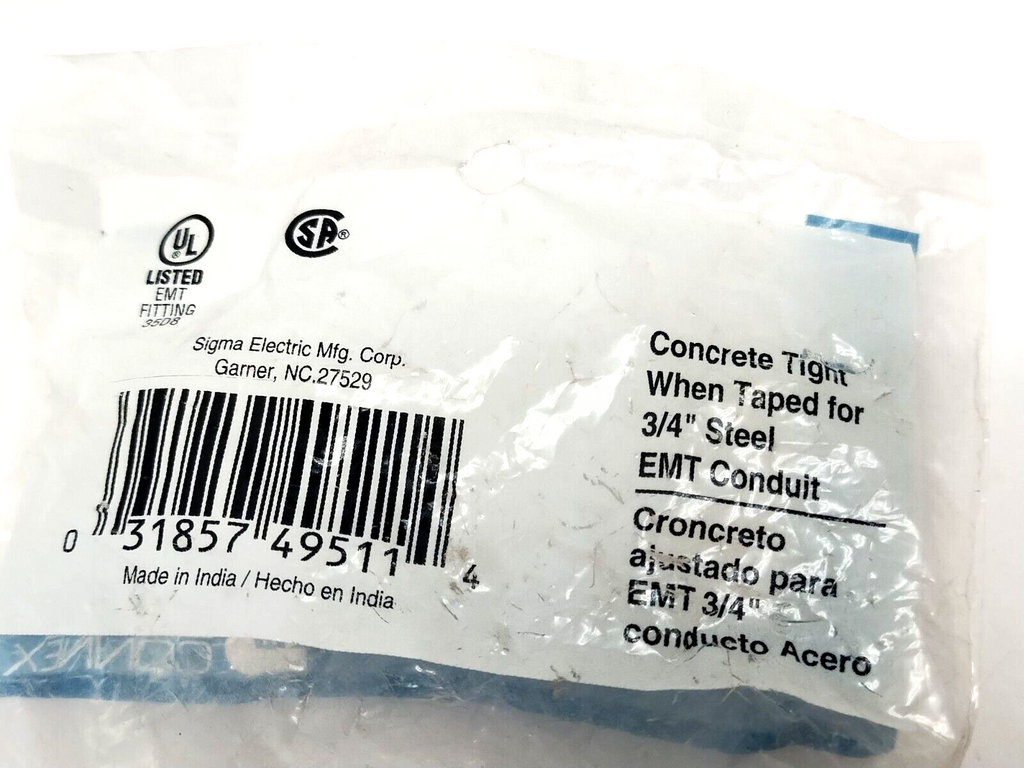 UL
®
LISTED
EMT
FITTING
35D8
SA®
Sigma Electric Mfg. Corp.
Garner, NC.27529
0 31857 49511 4
Made in India / Hecho en India
Concrete Tight
When Taped for
3/4" Steel
EMT Conduit
Croncreto
ajustado para
EMT 3/4"
conducto Acero
CONNEX